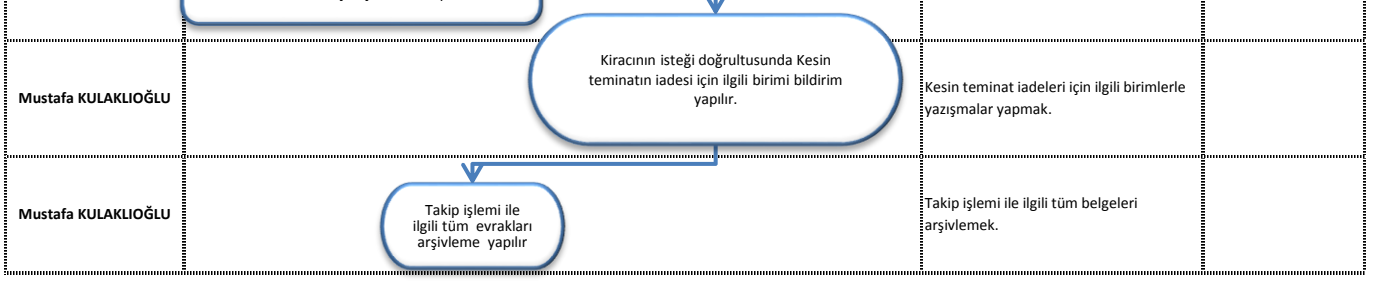 Kiracının isteği doğrultusunda Kesin
teminatın iadesi için ilgili birimi bildirim
yapılır.
Mustafa KULAKLIOĞLU
Kesin teminat iadeleri için ilgili birimlerle
yazışmalar yapmak.
Mustafa KULAKLIOĞLU
Takip işlemi ile
ilgili tüm evrakları
arşivleme yapılır
Takip işlemi ile ilgili tüm belgeleri
arşivlemek.